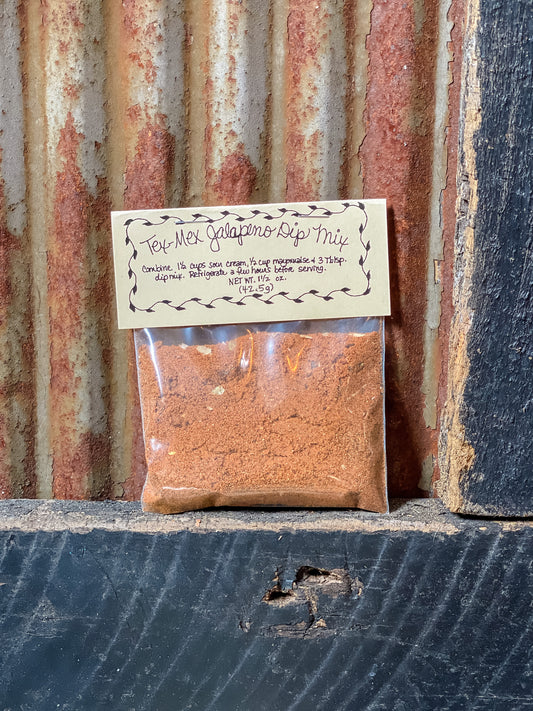 Tex-Mex Jalapeno Dip Mix
Combine 1½ cups sour cream, ½ cup mayonnaise & 3 Tblsp.
dip mix. Refrigerate a few hours before serving.
NET WT. 1½ oz.
(42.5g)